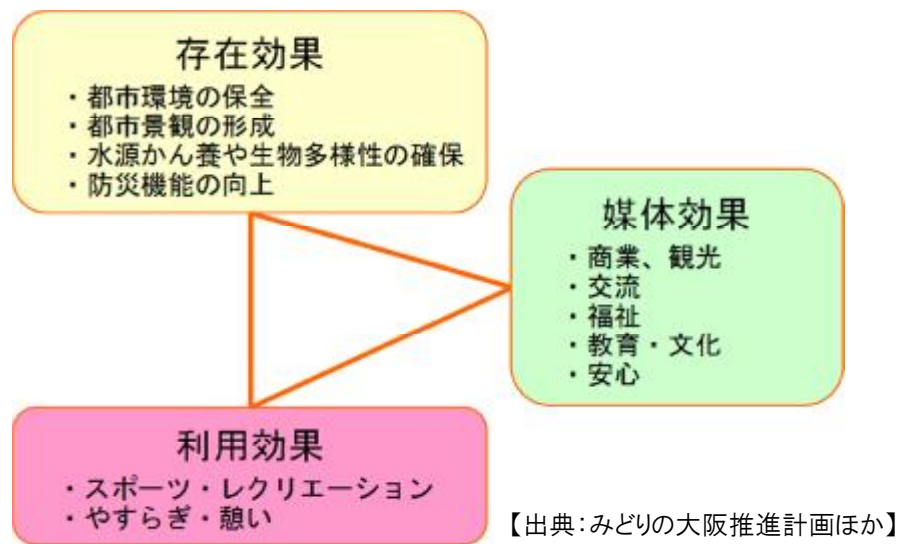 存在効果
・都市環境の保全
・都市景観の形成
・水源かん養や生物多様性の確保
・防災機能の向上
媒体効果
・商業、観光
・交流
・福祉
・教育・文化
・安心
利用効果
・スポーツ・レクリエーション
・やすらぎ・憩い
【出典：みどりの大阪推進計画ほか】